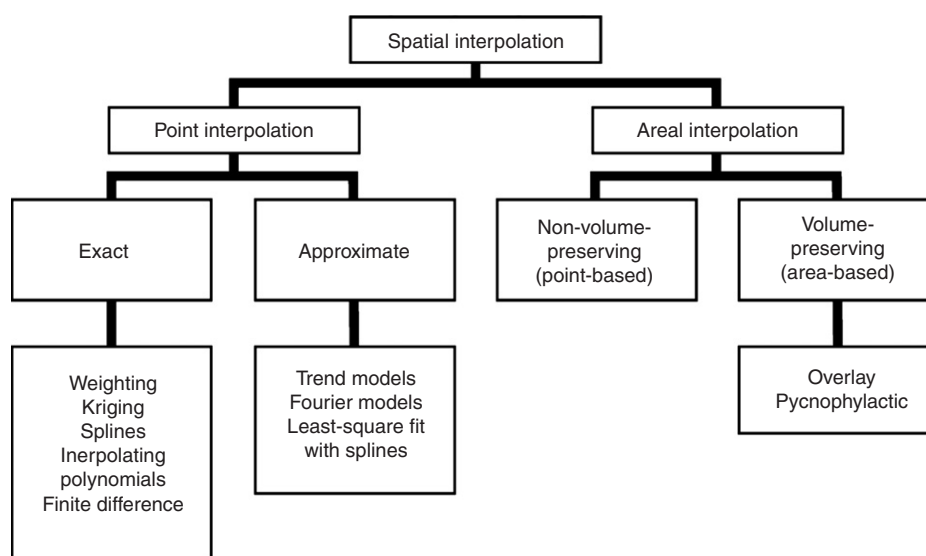 Spatial interpolation
Point interpolation
Areal interpolation
Exact
Approximate
Non-volume-
preserving
(point-based)
Volume-
preserving
(area-based)
Weighting
Kriging
Splines
Inerpolating
polynomials
Finite difference
Trend models
Fourier models
Least-square fit
with splines
Overlay
Pycnophylactic